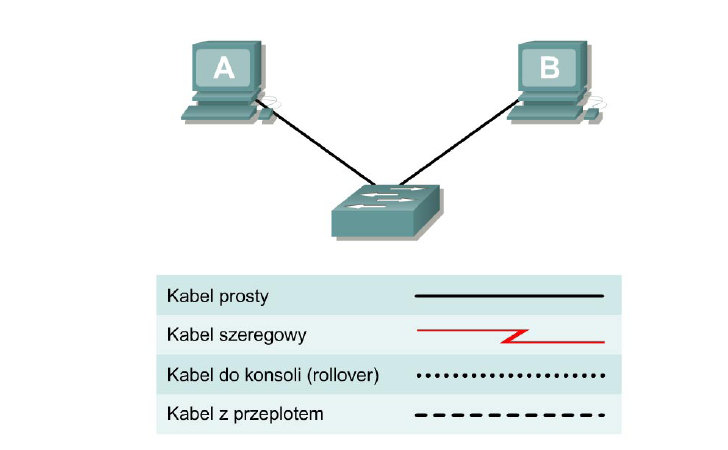 A
B
Kabel prosty
Kabel szeregowy
Kabel do konsoli (rollover)
Kabel z przeplotem